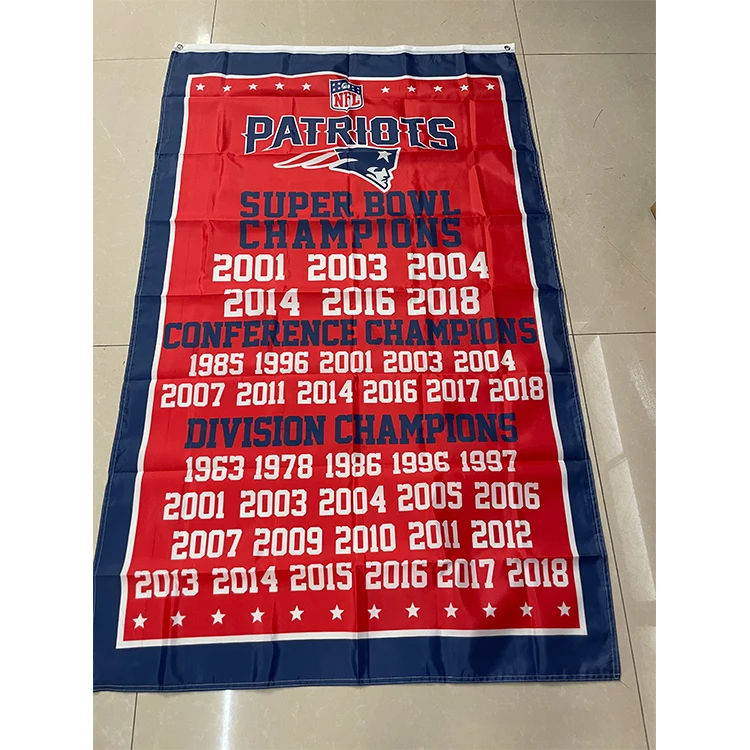 NFL
PATRIOTS
SUPER BOWL
CHAMPIONS
2001 2003 2004
2014 2016 2018
CONFERENCE CHAMPIONS
1985 1996 2001 2003 2004
2007 2011 2014 2016 2017 2018
DIVISION CHAMPIONS
1963 1978 1986 1996 1997
2001 2003 2004 2005 2006
2007 2009 2010 2011 2012
2013 2014 2015 2016 2017 2018